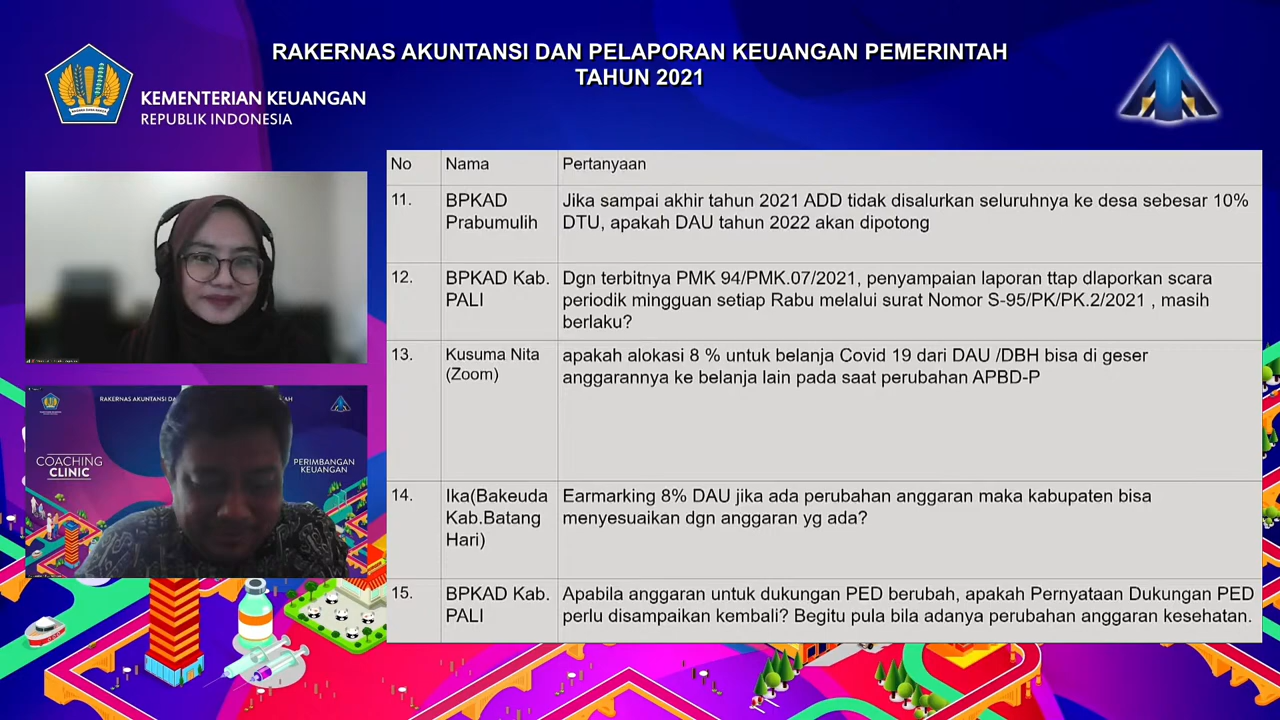 RAKERNAS AKUNTANSI DAN PELAPORAN KEUANGAN PEMERINTAH
TAHUN 2021
KEMENTERIAN KEUANGAN
REPUBLIK INDONESIA
No Nama Pertanyaan
11. BPKAD Jika sampai akhir tahun 2021 ADD tidak disalurkan seluruhnya ke desa sebesar 10%
Prabumulih DTU, apakah DAU tahun 2022 akan dipotong
12. BPKAD Kab. Dgn terbitnya PMK 94/PMK.07/2021, penyampaian laporan ttap dlaporkan scara
PALI periodik mingguan setiap Rabu melalui surat Nomor S-95/PK/PK.2/2021 , masih
berlaku?
13. Kusuma Nita apakah alokasi 8 % untuk belanja Covid 19 dari DAU /DBH bisa di geser
(Zoom) anggarannya ke belanja lain pada saat perubahan APBD-P
14. Ika(Bakeuda Earmarking 8% DAU jika ada perubahan anggaran maka kabupaten bisa
Kab.Batang menyesuaikan dgn anggaran yg ada?
Hari)
15. BPKAD Kab. Apabila anggaran untuk dukungan PED berubah, apakah Pernyataan Dukungan PED
PALI perlu disampaikan kembali? Begitu pula bila adanya perubahan anggaran kesehatan.
RAKERNAS AKUNTANSI DA
COACHING
CLINIC
PERIMBANGAN
KEUANGAN